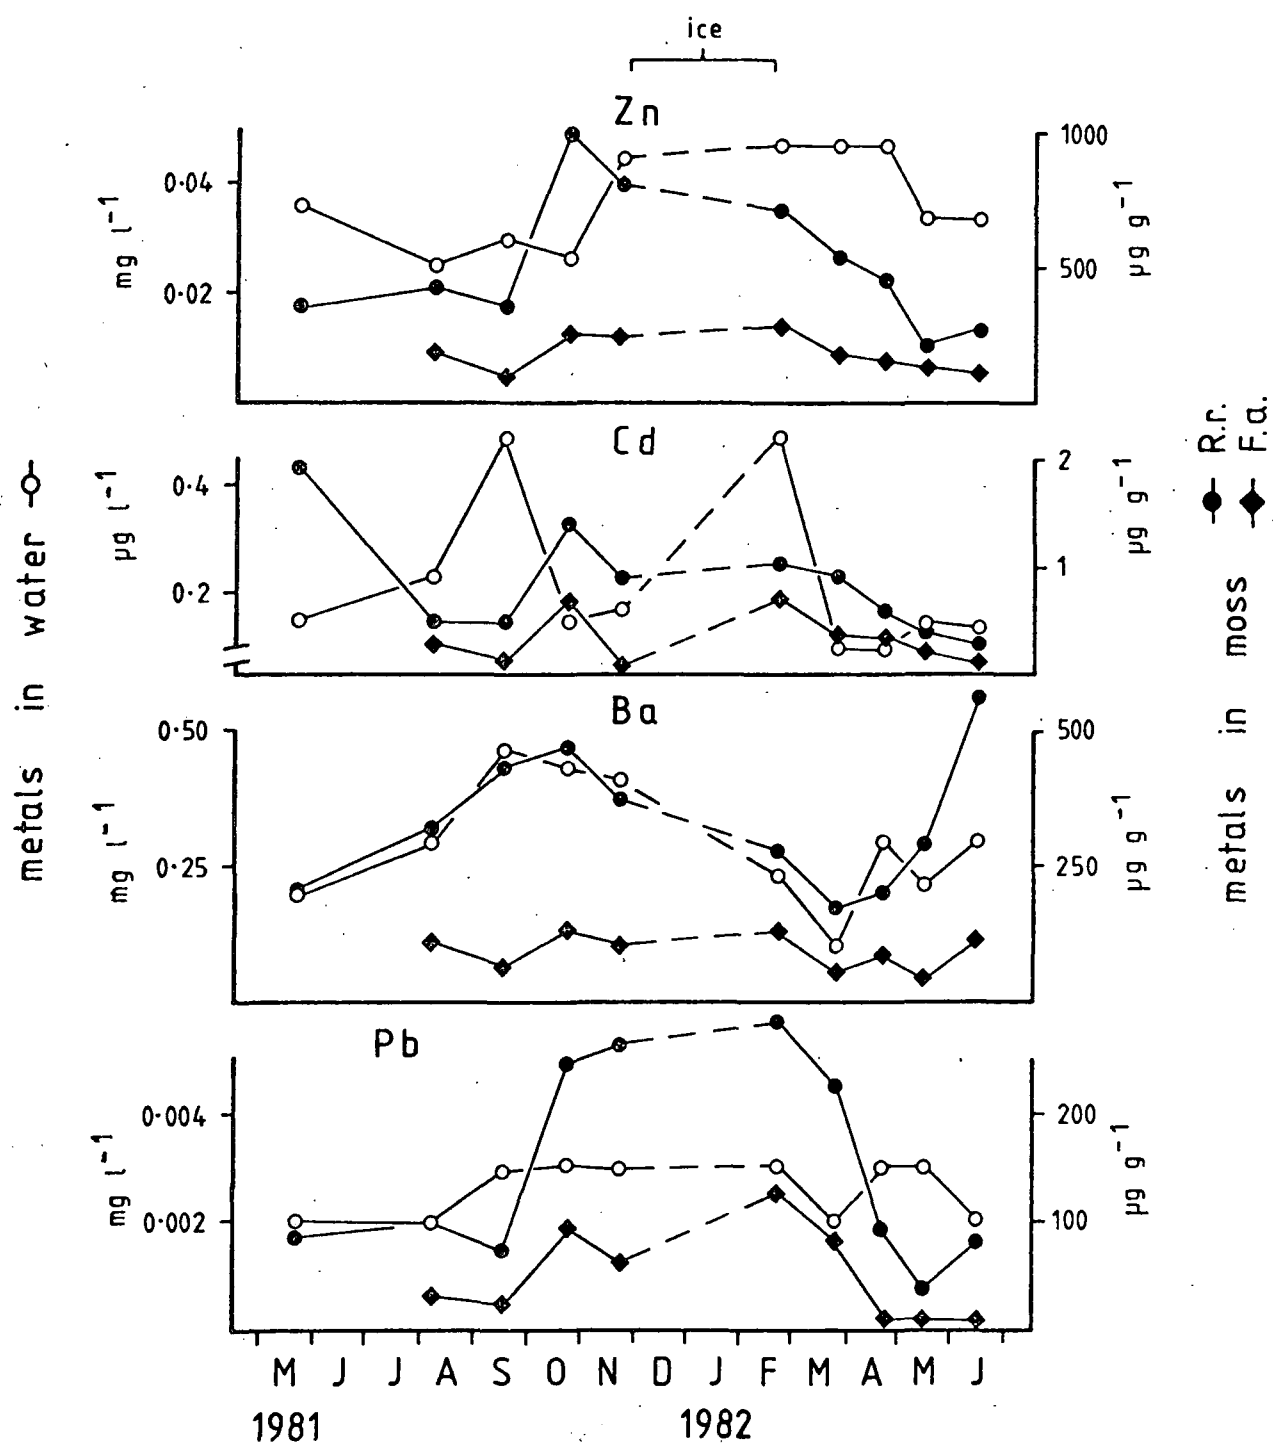 ice
Zn
0·04
0·02
mg l⁻¹
1000
500
µg g⁻¹
Cd
0·4
0·2
µg l⁻¹
2
1
µg g⁻¹
Ba
0·50
0·25
mg l⁻¹
500
250
µg g⁻¹
Pb
0·004
0·002
mg l⁻¹
200
100
µg g⁻¹
metals in water
metals in moss
R.r.
F.a.
M J J A S O N D J F M A M J
1981 1982